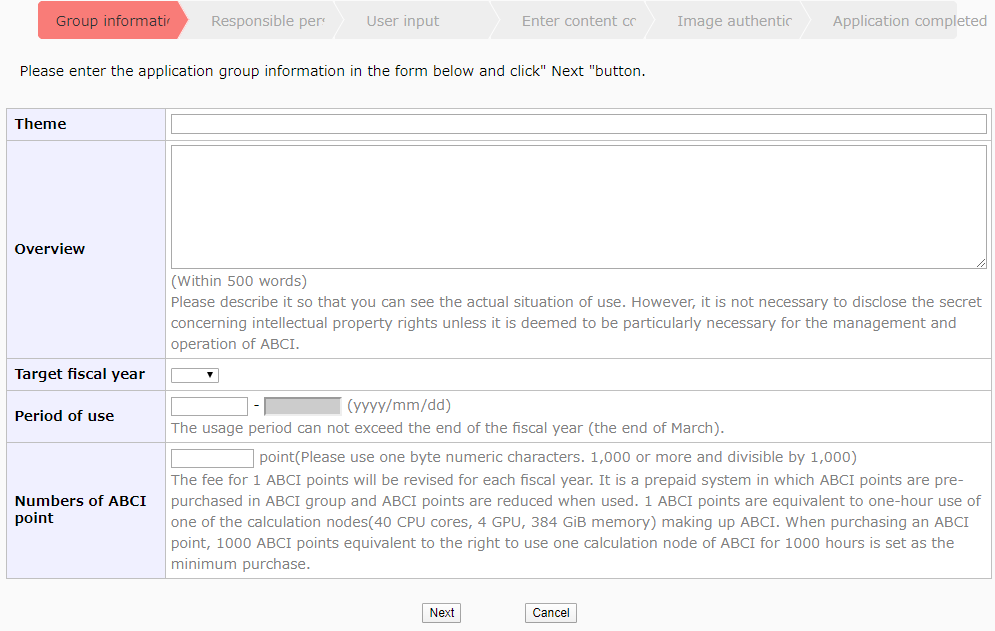 Group informati
Responsible per
User input
Enter content co
Image authentic
Application completed
Please enter the application group information in the form below and click" Next "button.
Theme
Overview
(Within 500 words)
Please describe it so that you can see the actual situation of use. However, it is not necessary to disclose the secret
concerning intellectual property rights unless it is deemed to be particularly necessary for the management and
operation of ABCI.
Target fiscal year
Period of use
- (yyyy/mm/dd)
The usage period can not exceed the end of the fiscal year (the end of March).
Numbers of ABCI
point
point(Please use one byte numeric characters. 1,000 or more and divisible by 1,000)
The fee for 1 ABCI points will be revised for each fiscal year. It is a prepaid system in which ABCI points are pre-
purchased in ABCI group and ABCI points are reduced when used. 1 ABCI points are equivalent to one-hour use of
one of the calculation nodes(40 CPU cores, 4 GPU, 384 GiB memory) making up ABCI. When purchasing an ABCI
point, 1000 ABCI points equivalent to the right to use one calculation node of ABCI for 1000 hours is set as the
minimum purchase.
Next
Cancel